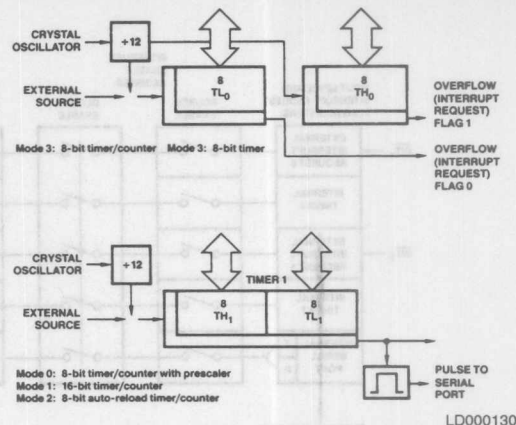 CRYSTAL
OSCILLATOR
÷12
8
TL0
8
TH0
EXTERNAL
SOURCE
OVERFLOW
(INTERRUPT
REQUEST)
FLAG 1
Mode 3: 8-bit timer/counter Mode 3: 8-bit timer
OVERFLOW
(INTERRUPT
REQUEST)
FLAG 0
CRYSTAL
OSCILLATOR
÷12
TIMER 1
8
TH1
8
TL1
EXTERNAL
SOURCE
Mode 0: 8-bit timer/counter with prescaler
Mode 1: 16-bit timer/counter
Mode 2: 8-bit auto-reload timer/counter
PULSE TO
SERIAL
PORT
LD000130